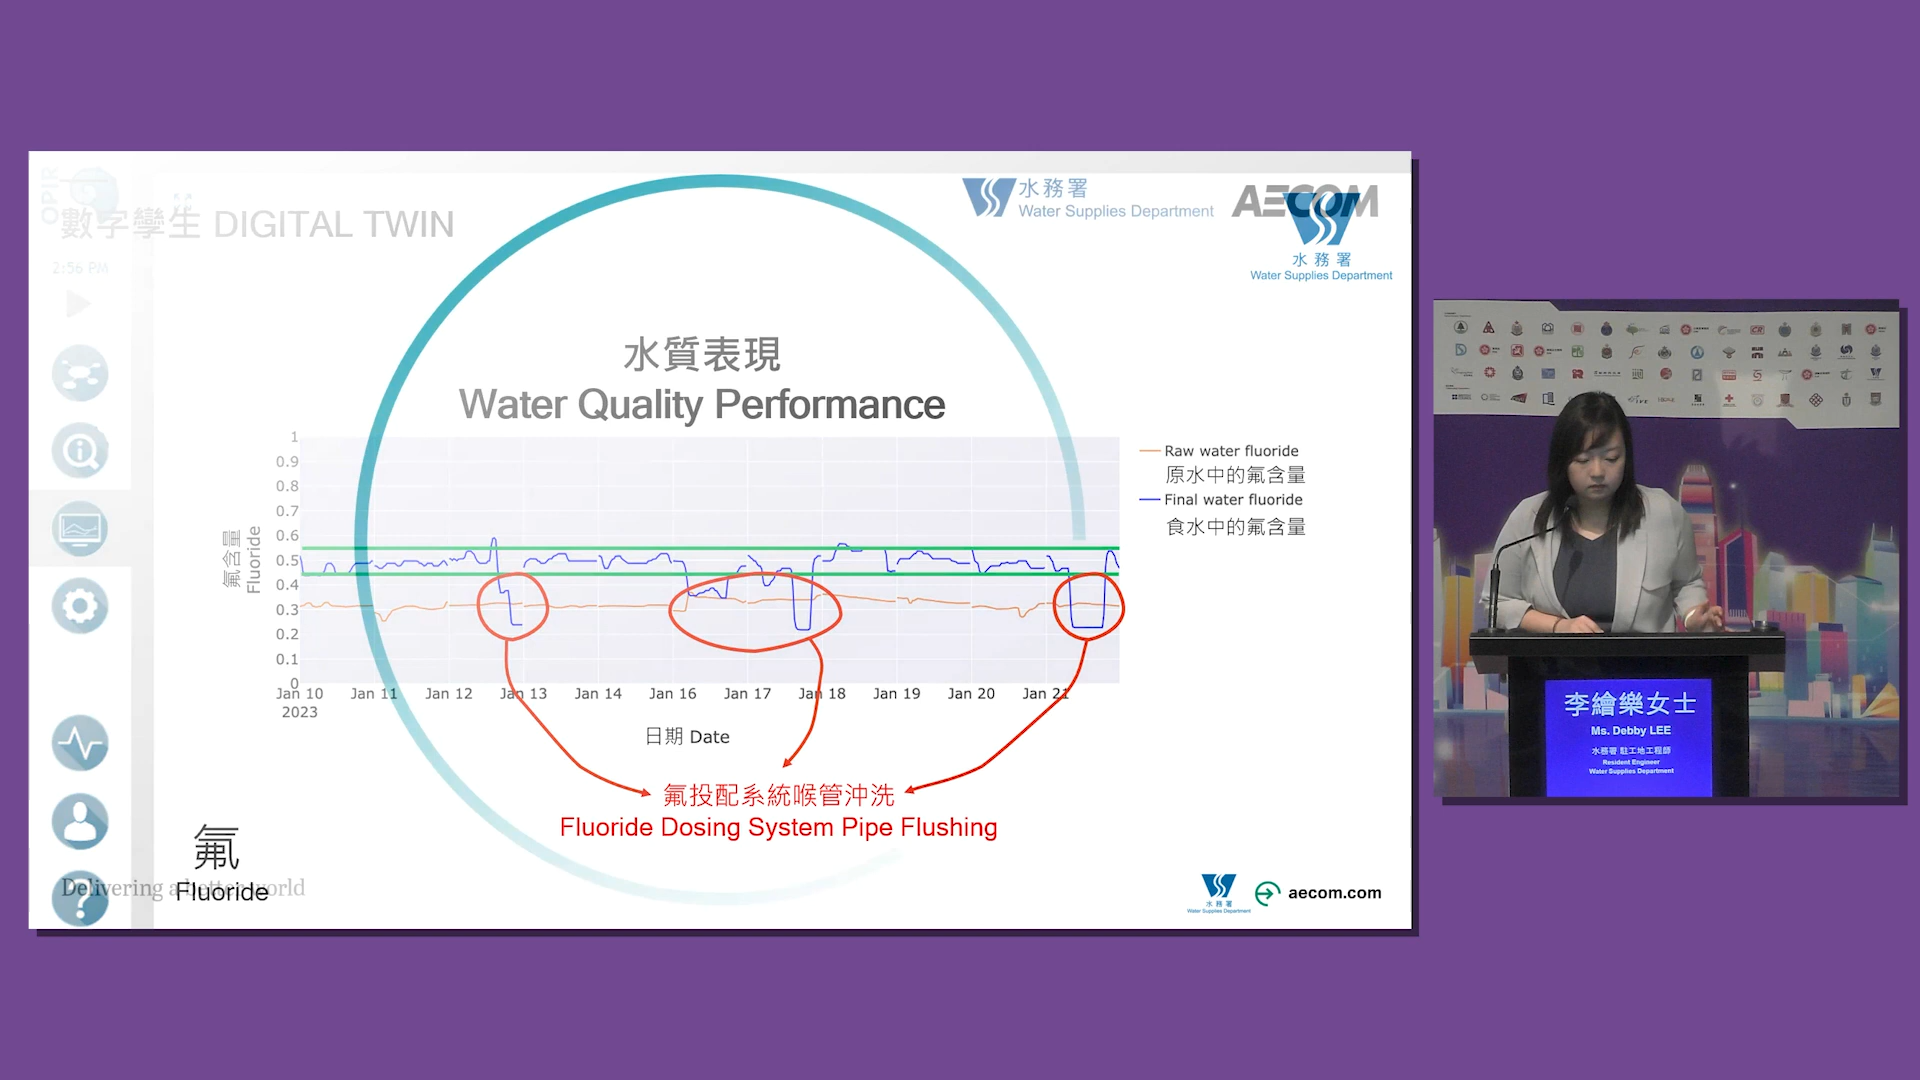 數字孿生 DIGITAL TWIN
2:56 PM
水務署
Water Supplies Department
AECOM
水務署
Water Supplies Department
水質表現
Water Quality Performance
1
0.9
0.8
0.7
0.6
0.5
0.4
0.3
0.2
0.1
0
氟含量
Fluoride
Jan 10 Jan 11 Jan 12 Jan 13 Jan 14 Jan 16 Jan 17 Jan 18 Jan 19 Jan 20 Jan 21
2023
日期 Date
Raw water fluoride
原水中的氟含量
Final water fluoride
食水中的氟含量
氟投配系統喉管沖洗
Fluoride Dosing System Pipe Flushing
氟
Fluoride
Delivering a better world
水務署
Water Supplies Department
aecom.com
李繪樂女士
Ms. Debby LEE
水務署 駐工地工程師
Resident Engineer
Water Supplies Department